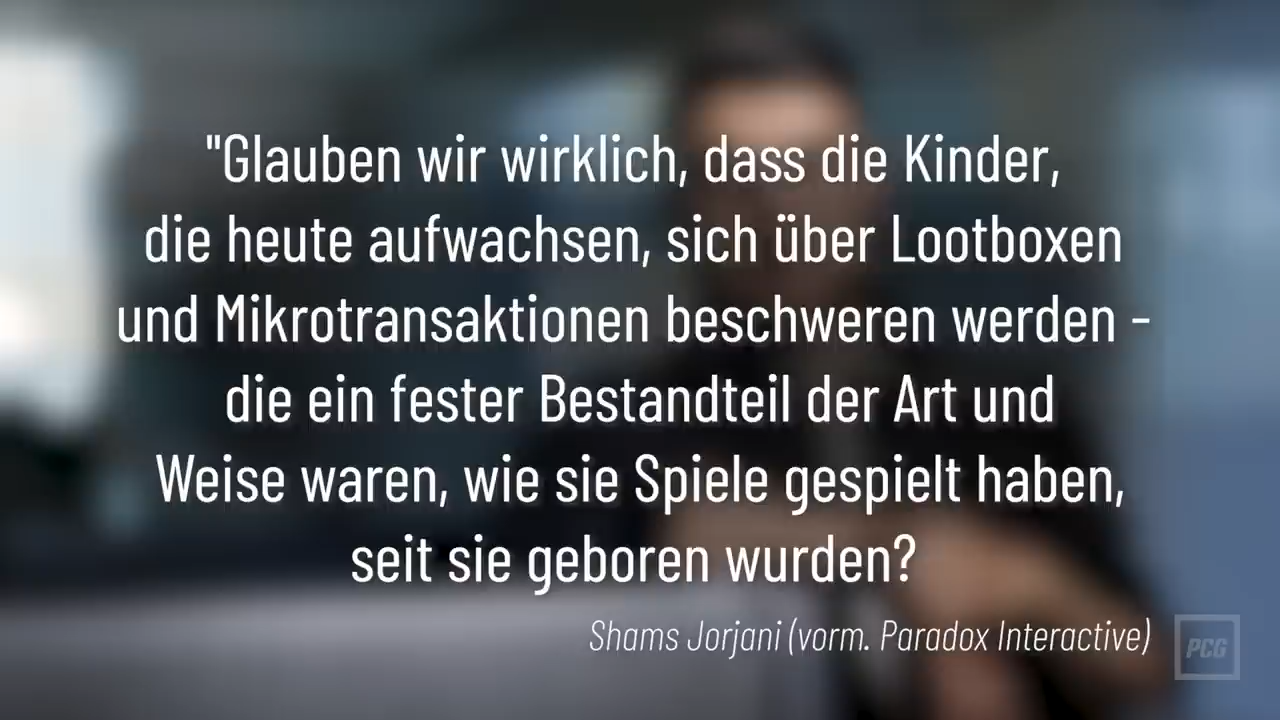 "Glauben wir wirklich, dass die Kinder,
die heute aufwachsen, sich über Lootboxen
und Mikrotransaktionen beschweren werden -
die ein fester Bestandteil der Art und
Weise waren, wie sie Spiele gespielt haben,
seit sie geboren wurden?
Shams Jorjani (vorm. Paradox Interactive)
PCG